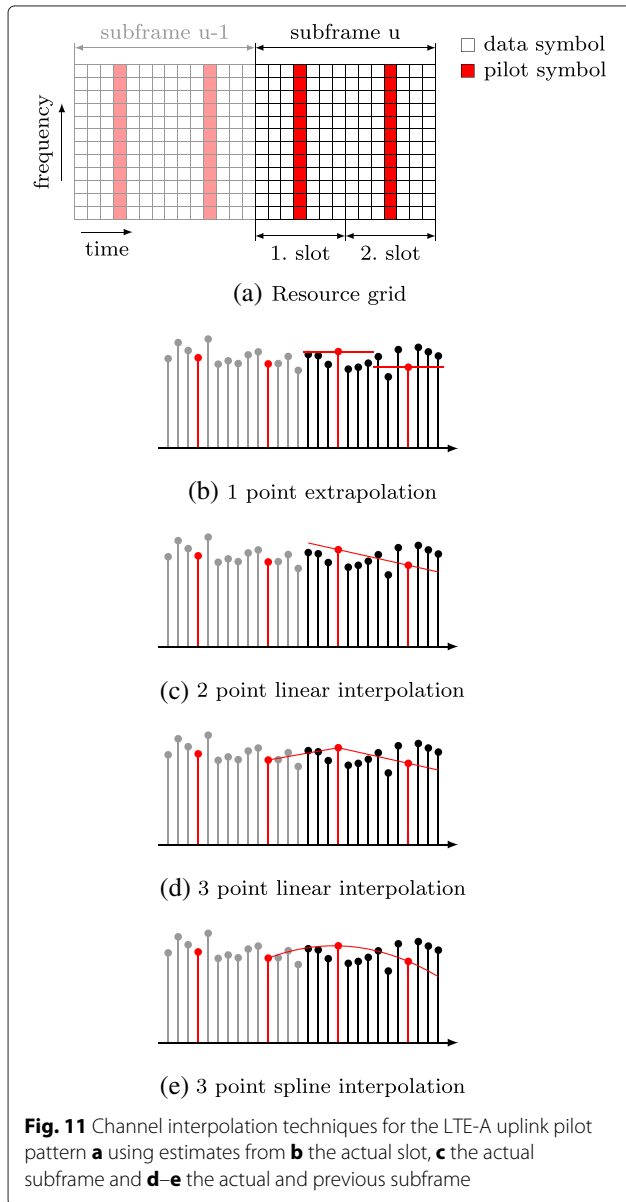 subframe u-1
subframe u
data symbol
pilot symbol
frequency
time
1. slot
2. slot
(a) Resource grid
(b) 1 point extrapolation
(c) 2 point linear interpolation
(d) 3 point linear interpolation
(e) 3 point spline interpolation
Fig. 11 Channel interpolation techniques for the LTE-A uplink pilot
pattern a using estimates from b the actual slot, c the actual
subframe and d–e the actual and previous subframe